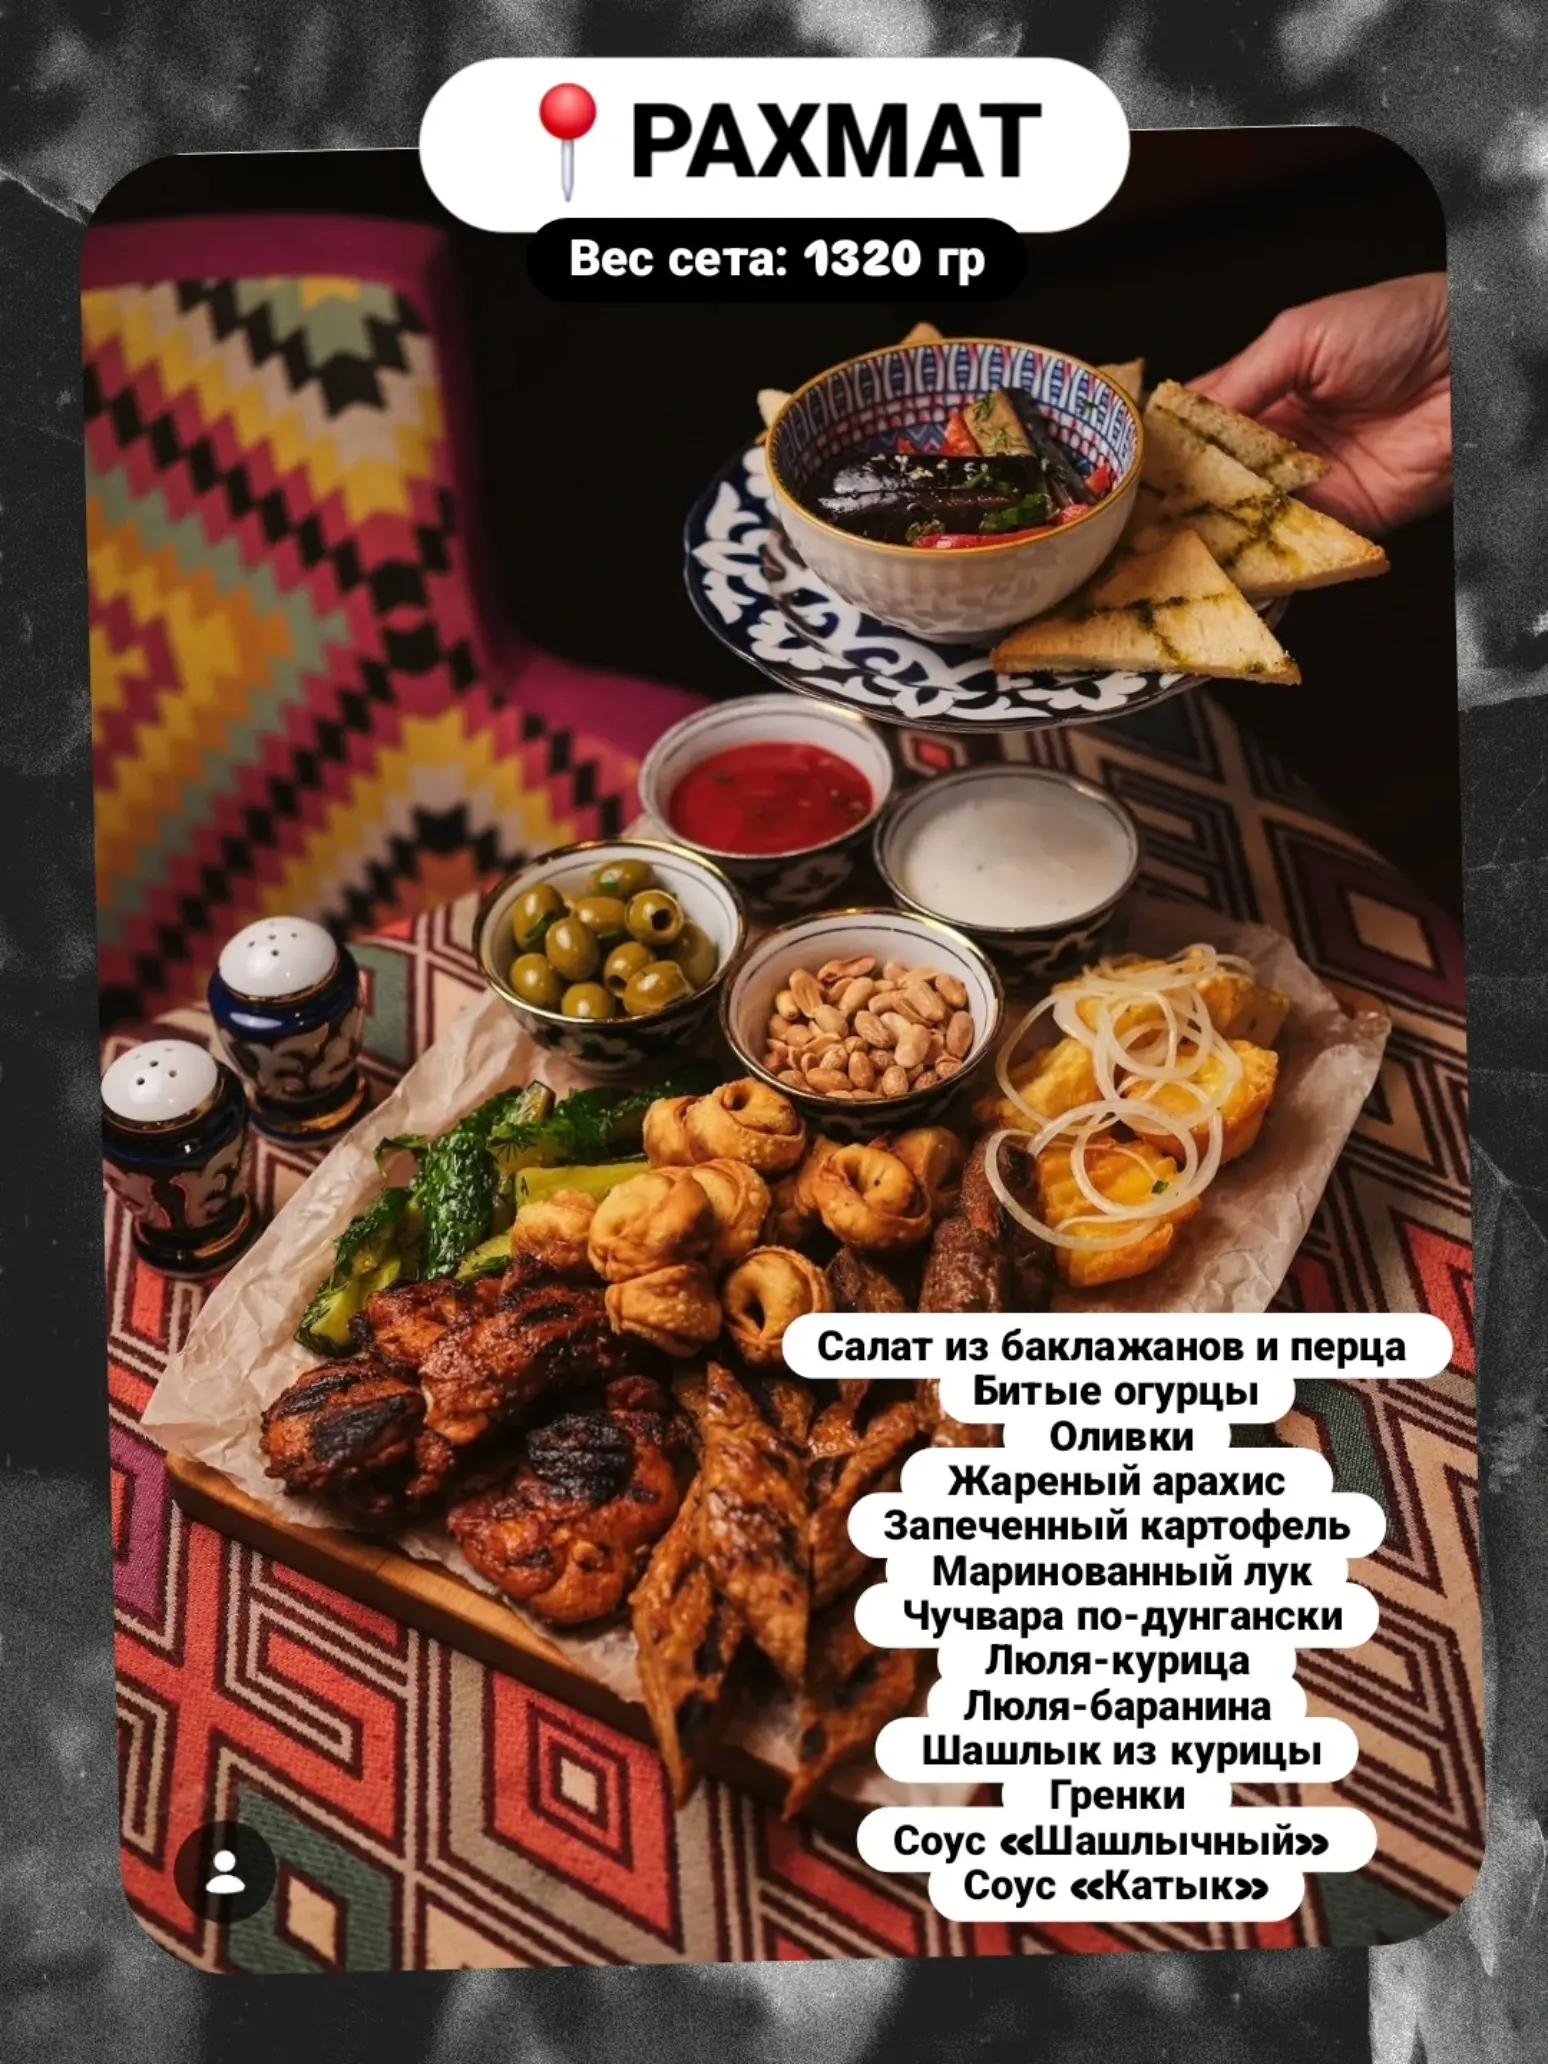 РАХМАТ
Вес сета: 1320 гр
Салат из баклажанов и перца
Битые огурцы
Оливки
Жареный арахис
Запеченный картофель
Маринованный лук
Чучвара по-дунгански
Люля-курица
Люля-баранина
Шашлык из курицы
Гренки
Соус «Шашлычный»
Соус «Катык»